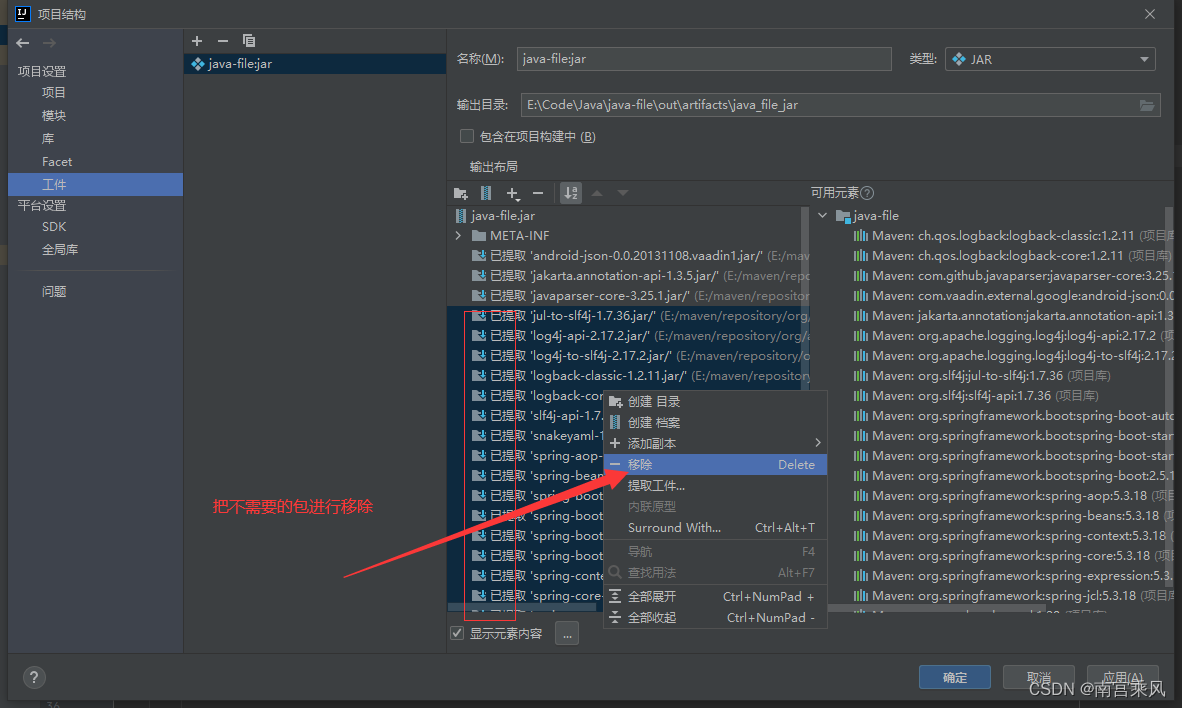 项目结构
项目设置
项目
模块
库
Facet
工件
平台设置
SDK
全局库
问题
java-file:jar
名称(M): java-file:jar
类型: JAR
输出目录: E:\Code\Java\java-file\out\artifacts\java_file_jar
包含在项目构建中 (B)
输出布局
java-file.jar
META-INF
已提取 'android-json-0.0.20131108.vaadin1.jar/' (E:/mav
已提取 'jakarta.annotation-api-1.3.5.jar/' (E:/maven/repo
已提取 'javaparser-core-3.25.1.jar/' (E:/maven/repositor
已提取 'jul-to-slf4j-1.7.36.jar/' (E:/maven/repository/org,
已提取 'log4j-api-2.17.2.jar/' (E:/maven/repository/org/a
已提取 'log4j-to-slf4j-2.17.2.jar/' (E:/maven/repository/o
已提取 'logback-classic-1.2.11.jar/' (E:/maven/repository
已提取 'logback-cor
已提取 'slf4j-api-1.7.
已提取 'snakeyaml-1
已提取 'spring-aop-
已提取 'spring-bean
已提取 'spring-boot
已提取 'spring-boot
已提取 'spring-boot
已提取 'spring-boot
已提取 'spring-conte
已提取 'spring-core-
创建 目录
创建 档案
添加副本
移除 Delete
提取工件...
内联原型
Surround With... Ctrl+Alt+T
导航 F4
查找用法 Alt+F7
全部展开 Ctrl+NumPad +
全部收起 Ctrl+NumPad -
可用元素
java-file
Maven: ch.qos.logback:logback-classic:1.2.11 (项目库
Maven: ch.qos.logback:logback-core:1.2.11 (项目库)
Maven: com.github.javaparser:javaparser-core:3.25.
Maven: com.vaadin.external.google:android-json:0.0
Maven: jakarta.annotation:jakarta.annotation-api:1.3
Maven: org.apache.logging.log4j:log4j-api:2.17.2 (项
Maven: org.apache.logging.log4j:log4j-to-slf4j:2.17.2
Maven: org.slf4j:jul-to-slf4j:1.7.36 (项目库)
Maven: org.slf4j:slf4j-api:1.7.36 (项目库)
Maven: org.springframework.boot:spring-boot-auto
Maven: org.springframework.boot:spring-boot-star
Maven: org.springframework.boot:spring-boot-star
Maven: org.springframework.boot:spring-boot:2.5.1
Maven: org.springframework:spring-aop:5.3.18 (项目
Maven: org.springframework:spring-beans:5.3.18 (项
Maven: org.springframework:spring-context:5.3.18 (
Maven: org.springframework:spring-core:5.3.18 (项目
Maven: org.springframework:spring-expression:5.3.
Maven: org.springframework:spring-jcl:5.3.18 (项目库
把不需要的包进行移除
显示元素内容 ...
? 确定 取消 应用(A)
CSDN @南宫乘风